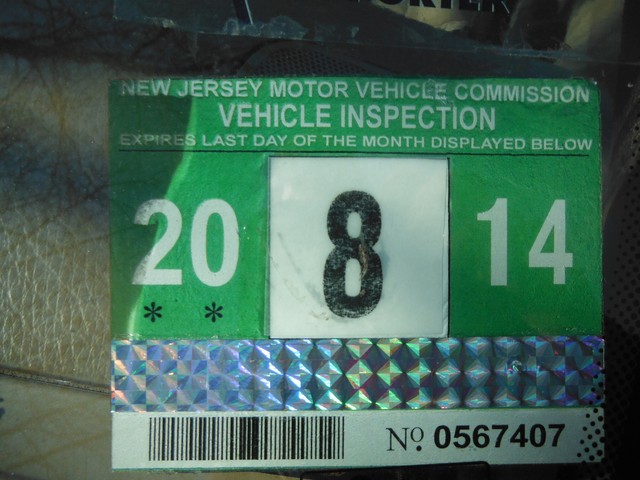 NEW JERSEY MOTOR VEHICLE COMMISSION
VEHICLE INSPECTION
EXPIRES LAST DAY OF THE MONTH DISPLAYED BELOW
20 8 14
* *
Nº 0567407